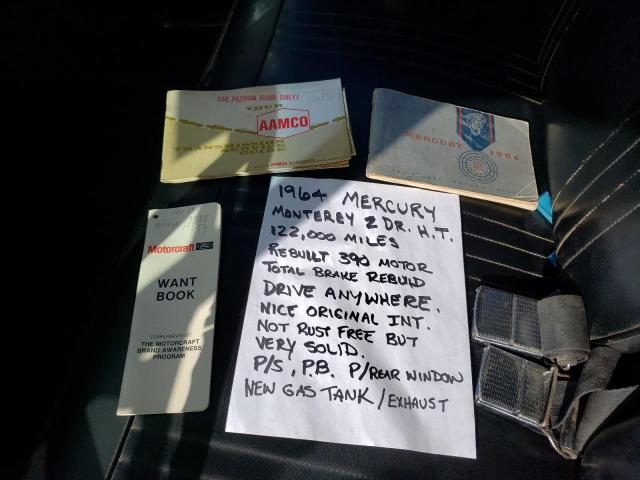 USE DEXRON FLUID ONLY!
YOUR
AAMCO
TRANSMISSION
SERVICE
GUIDE
MERCURY 1964
Motorcraft
WANT
BOOK
COMPLIMENTS OF
THE MOTORCRAFT
BRAND AWARENESS
PROGRAM
1964 MERCURY
MONTEREY 2 DR. H.T.
122,000 MILES
REBUILT 390 MOTOR
TOTAL BRAKE REBUILD
DRIVE ANYWHERE.
NICE ORIGINAL INT.
NOT RUST FREE BUT
VERY SOLID.
P/S, P.B. P/REAR WINDOW
NEW GAS TANK/EXHAUST